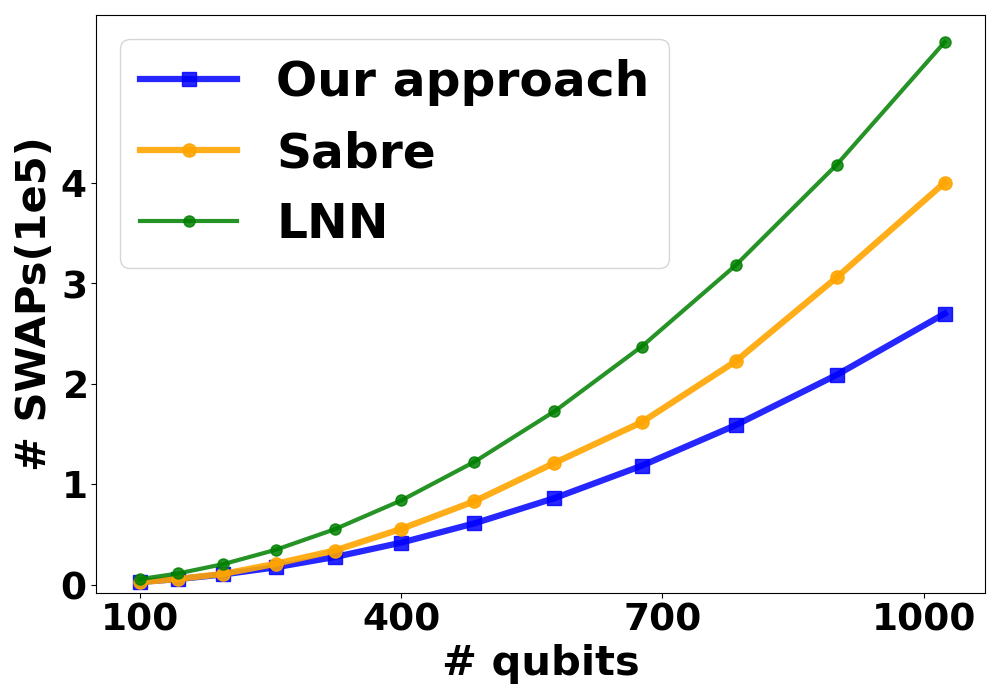 Our approach
Sabre
LNN
# SWAPs(1e5)
4
3
2
1
0
100 400 700 1000
# qubits